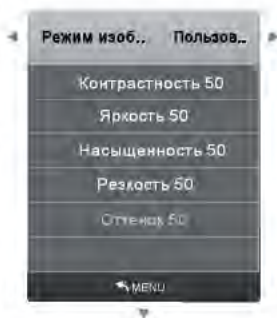 Режим изоб.. Пользов..
Контрастность 50
Яркость 50
Насыщенность 50
Резкость 50
Оттенок 50
MENU